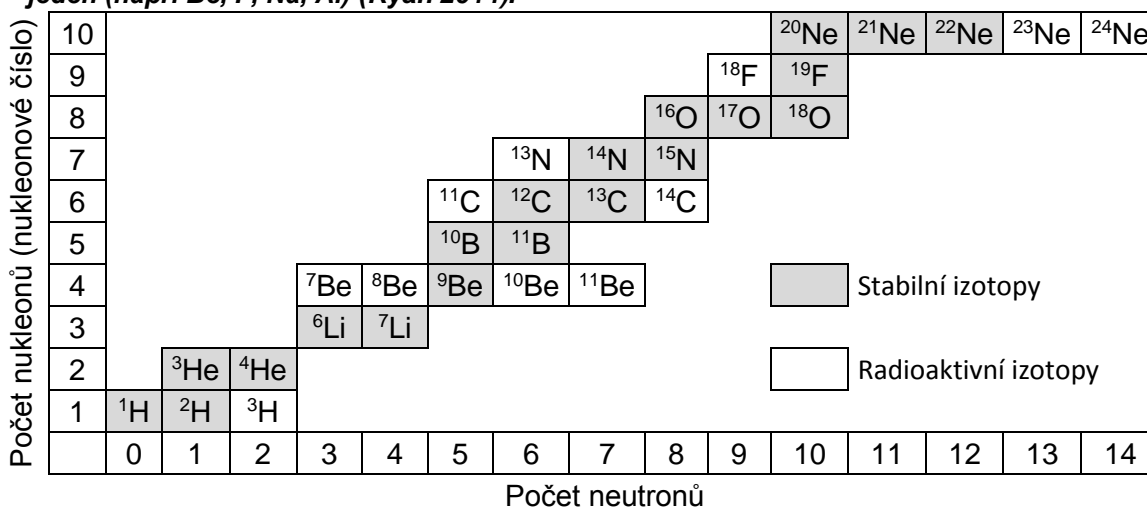 jeden (např. Be, F, Na, Al) (Ryan 2014).
Počet nukleonů (nukleonové číslo)
10 ²⁰Ne ²¹Ne ²²Ne ²³Ne ²⁴Ne
9 ¹⁸F ¹⁹F
8 ¹⁶O ¹⁷O ¹⁸O
7 ¹³N ¹⁴N ¹⁵N
6 ¹¹C ¹²C ¹³C ¹⁴C
5 ¹⁰B ¹¹B
4 ⁷Be ⁸Be ⁹Be ¹⁰Be ¹¹Be Stabilní izotopy
3 ⁶Li ⁷Li
2 ³He ⁴He Radioaktivní izotopy
1 ¹H ²H ³H
0 1 2 3 4 5 6 7 8 9 10 11 12 13 14
Počet neutronů